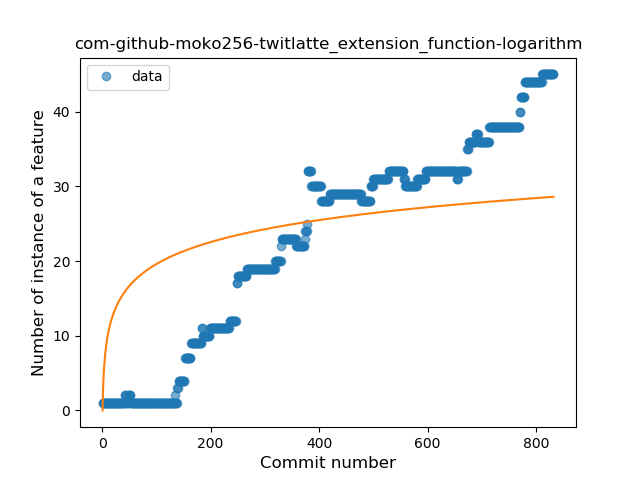 com-github-moko256-twitlatte_extension_function-logarithm
data
Number of instance of a feature
40
30
20
10
0
0 200 400 600 800
Commit number